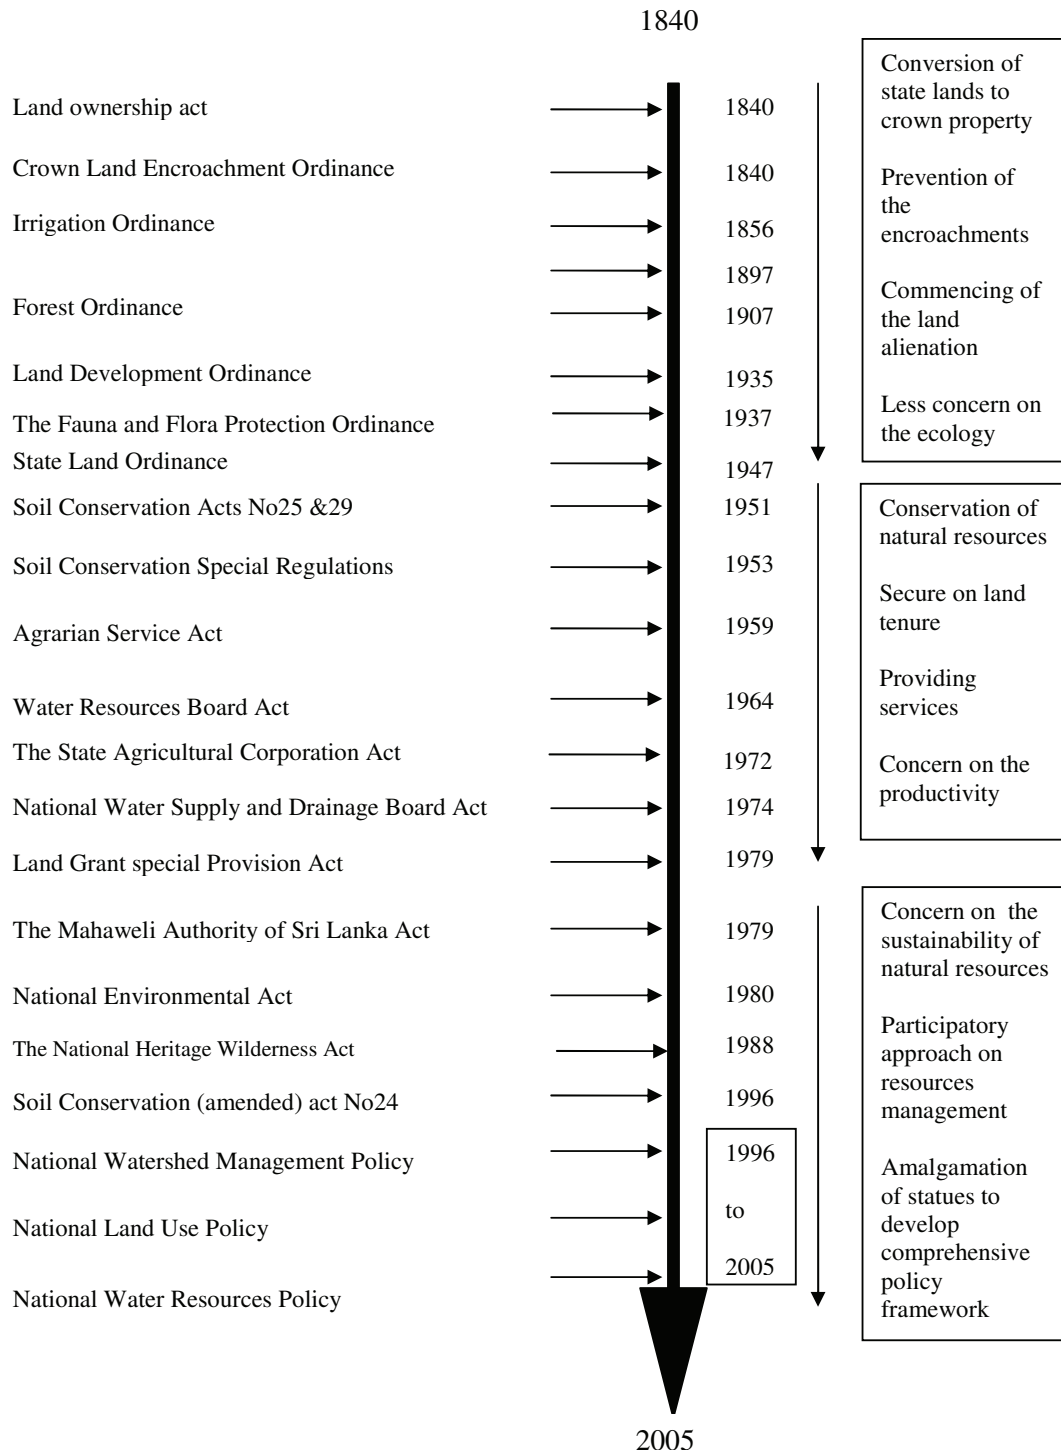 1840
Land ownership act
1840
Crown Land Encroachment Ordinance
1840
Irrigation Ordinance
1856
1897
Forest Ordinance
1907
Land Development Ordinance
1935
The Fauna and Flora Protection Ordinance
1937
State Land Ordinance
1947
Soil Conservation Acts No25 &29
1951
Soil Conservation Special Regulations
1953
Agrarian Service Act
1959
Water Resources Board Act
1964
The State Agricultural Corporation Act
1972
National Water Supply and Drainage Board Act
1974
Land Grant special Provision Act
1979
The Mahaweli Authority of Sri Lanka Act
1979
National Environmental Act
1980
The National Heritage Wilderness Act
1988
Soil Conservation (amended) act No24
1996
National Watershed Management Policy
National Land Use Policy
National Water Resources Policy
1996
to
2005
Conversion of
state lands to
crown property
Prevention of
the
encroachments
Commencing of
the land
alienation
Less concern on
the ecology
Conservation of
natural resources
Secure on land
tenure
Providing
services
Concern on the
productivity
Concern on the
sustainability of
natural resources
Participatory
approach on
resources
management
Amalgamation
of statues to
develop
comprehensive
policy
framework
2005